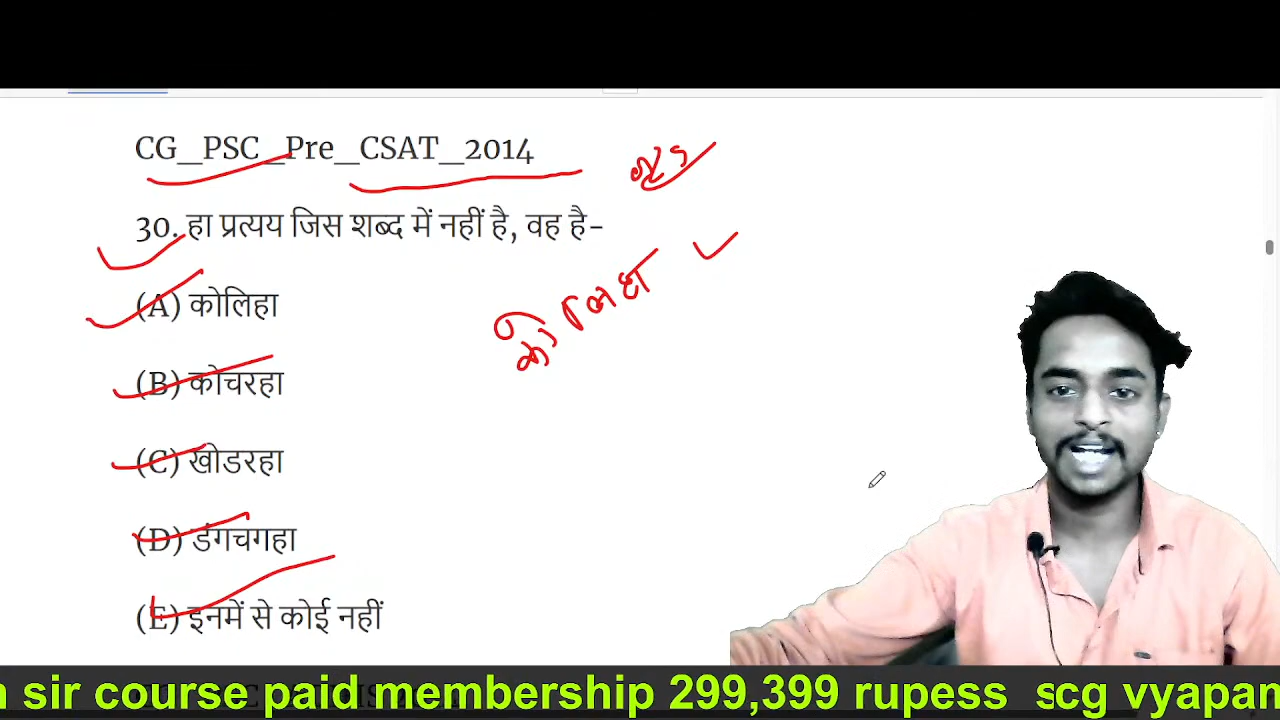 CG_PSC_Pre_CSAT_2014
30. हा प्रत्यय जिस शब्द में नहीं है, वह है-
(A) कोलिहा
कोलिहा
(B) कोचरहा
(C) खोडरहा
(D) डंगचगहा
(E) इनमें से कोई नहीं
sir course paid membership 299,399 rupess scg vyapam